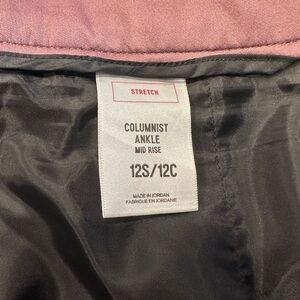 STRETCH
COLUMNIST
ANKLE
MID RISE
12S/12C
MADE IN JORDAN
FABRIQUÉ EN JORDANIE